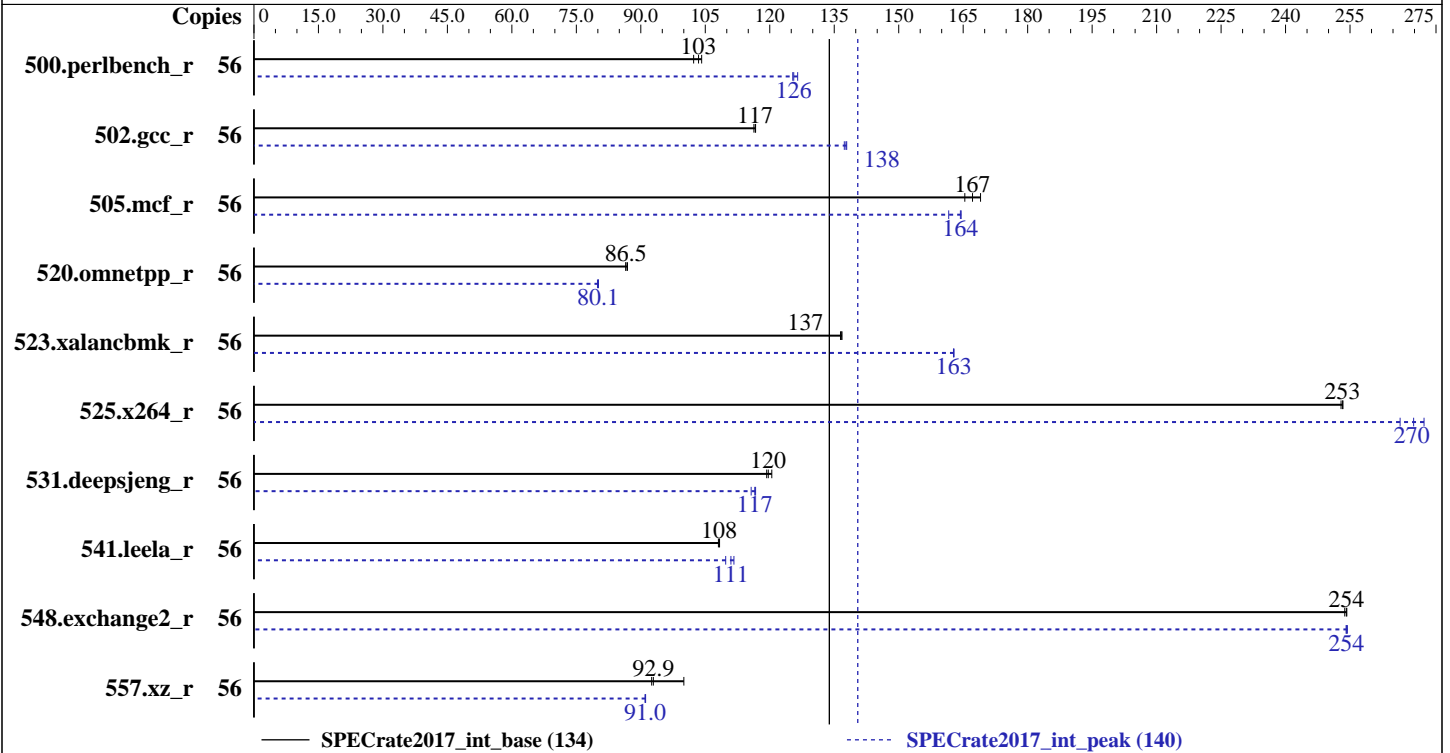 Copies 0 15.0 30.0 45.0 60.0 75.0 90.0 105 120 135 150 165 180 195 210 225 240 255 275
103
500.perlbench_r 56
126
117
502.gcc_r 56
138
167
505.mcf_r 56
164
86.5
520.omnetpp_r 56
80.1
137
523.xalancbmk_r 56
163
253
525.x264_r 56
270
120
531.deepsjeng_r 56
117
108
541.leela_r 56
111
254
548.exchange2_r 56
254
92.9
557.xz_r 56
91.0
SPECrate2017_int_base (134) SPECrate2017_int_peak (140)